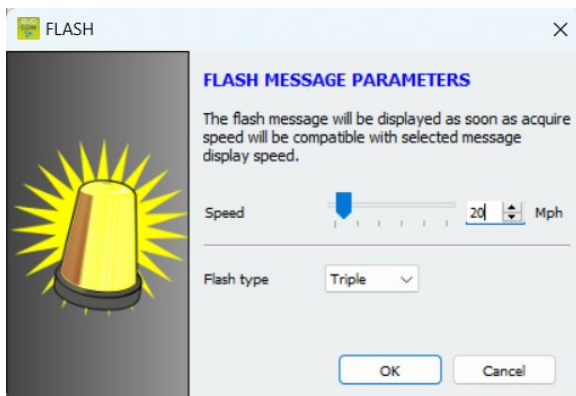 FLASH
FLASH MESSAGE PARAMETERS
The flash message will be displayed as soon as acquire
speed will be compatible with selected message
display speed.
Speed
20
Mph
Flash type
Triple
OK
Cancel